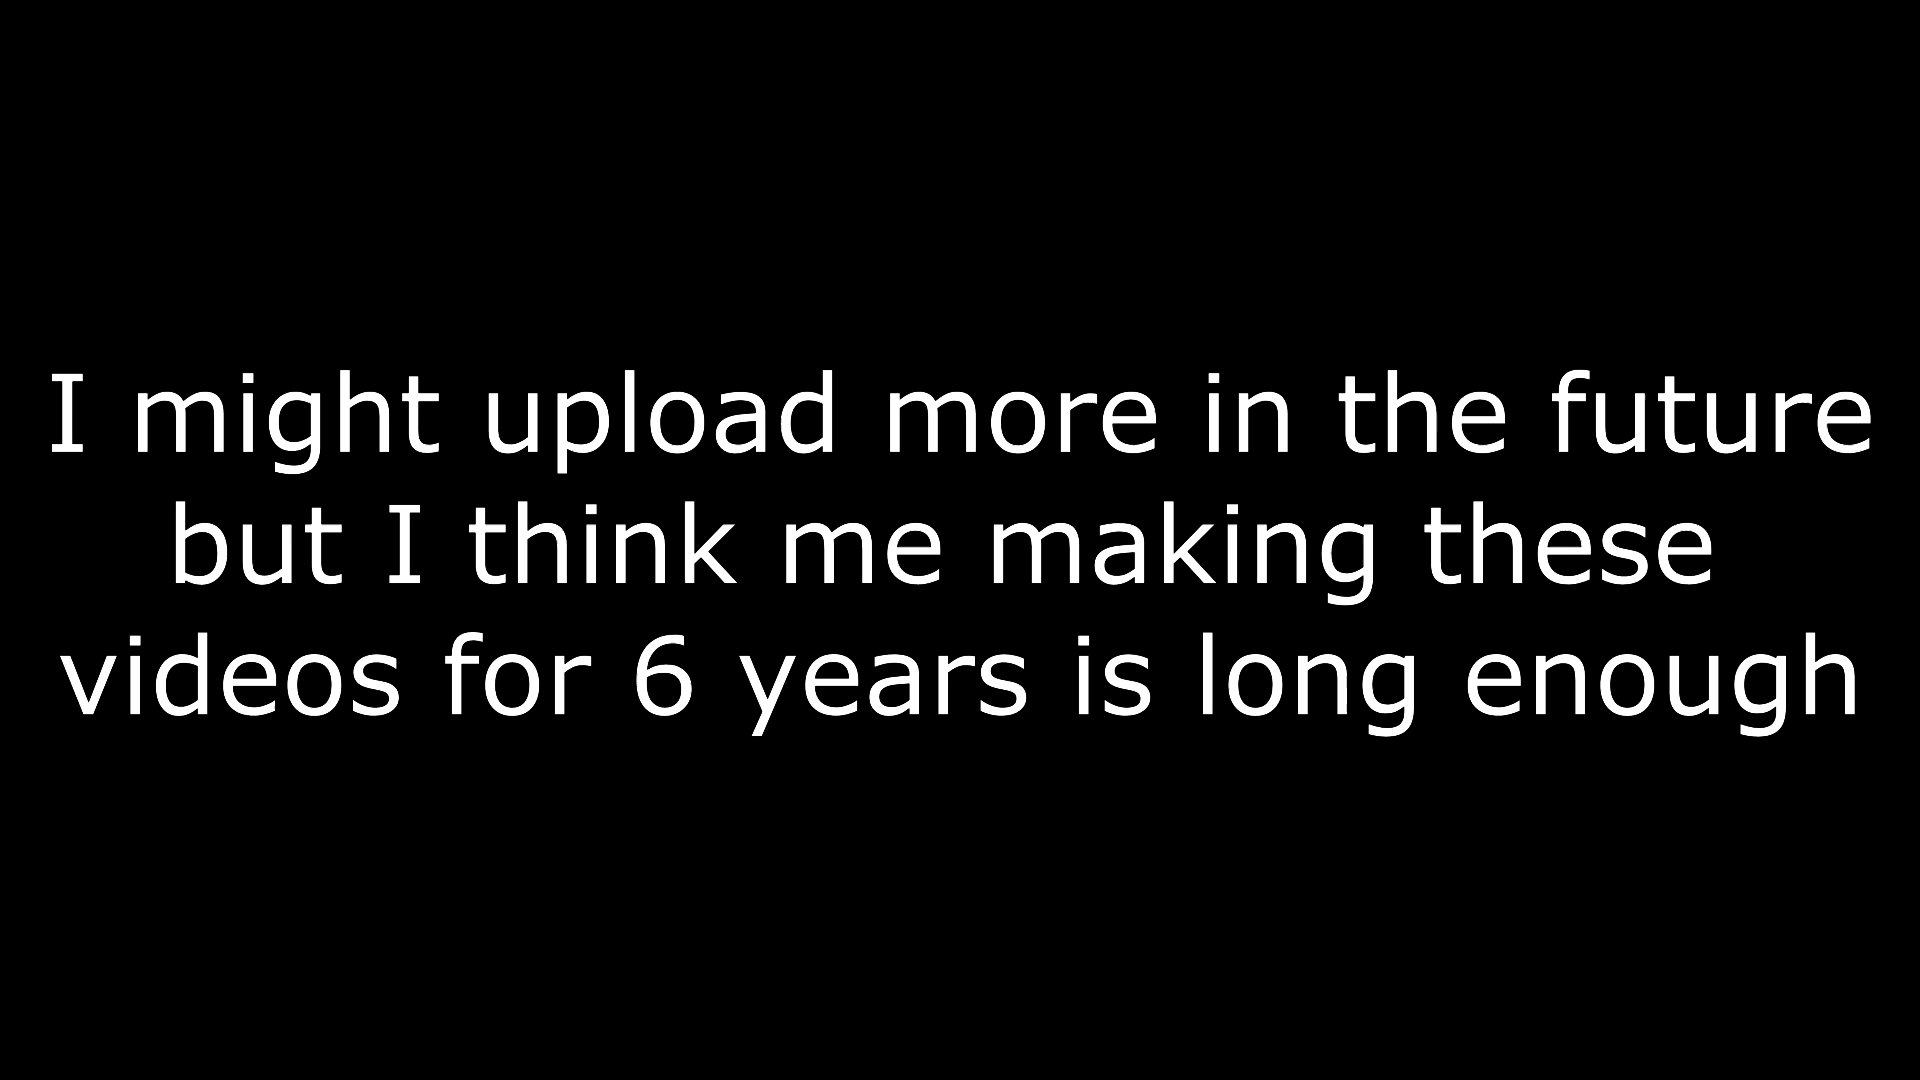 I might upload more in the future
but I think me making these
videos for 6 years is long enough